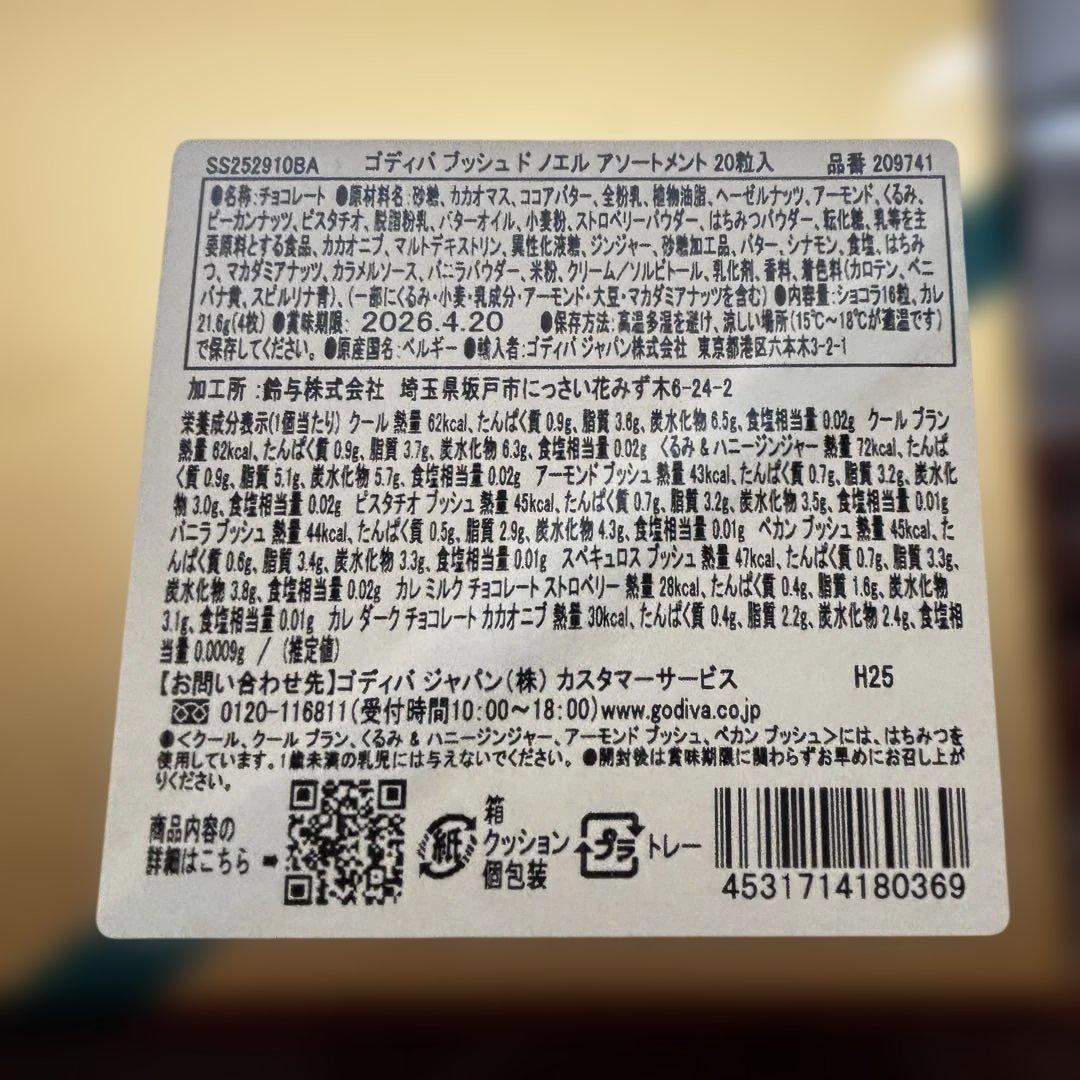 SS252910BA ゴディバ ブッシュ ド ノエル アソートメント 20粒入 品番 209741
●名称:チョコレート ●原材料名:砂糖、カカオマス、ココアバター、全粉乳、植物油脂、ヘーゼルナッツ、アーモンド、くるみ、
ピーカンナッツ、ピスタチオ、脱脂粉乳、バターオイル、小麦粉、ストロベリーパウダー、はちみつパウダー、転化糖、乳等を主
要原料とする食品、カカオニブ、マルトデキストリン、異性化液糖、ジンジャー、砂糖加工品、バター、シナモン、食塩、はちみ
つ、マカダミアナッツ、カラメルソース、バニラパウダー、米粉、クリーム/ソルビトール、乳化剤、香料、着色料(カロテン、ベニ
バナ黄、スピルリナ青)、(一部にくるみ・小麦・乳成分・アーモンド・大豆・マカダミアナッツを含む) ●内容量:ショコラ16粒、カレ
21.6g(4枚) ●賞味期限: 2026.4.20 ●保存方法:高温多湿を避け、涼しい場所(15℃~18℃が適温です)
で保存してください。 ●原産国名:ベルギー ●輸入者:ゴディバ ジャパン株式会社 東京都港区六本木3-2-1
加工所 :鈴与株式会社 埼玉県坂戸市にっさい花みず木6-24-2
栄養成分表示(1個当たり) クール 熱量 62kcal、たんぱく質 0.9g、脂質 3.6g、炭水化物 6.5g、食塩相当量 0.02g クール ブラン
熱量 62kcal、たんぱく質 0.9g、脂質 3.7g、炭水化物 6.3g、食塩相当量 0.02g くるみ & ハニージンジャー 熱量 72kcal、たんぱ
く質 0.9g、脂質 5.1g、炭水化物 5.7g、食塩相当量 0.02g アーモンド ブッシュ 熱量 43kcal、たんぱく質 0.7g、脂質 3.2g、炭水化
物 3.0g、食塩相当量 0.02g ピスタチオ ブッシュ 熱量 45kcal、たんぱく質 0.7g、脂質 3.2g、炭水化物 3.5g、食塩相当量 0.01g
バニラ ブッシュ 熱量 44kcal、たんぱく質 0.5g、脂質 2.9g、炭水化物 4.3g、食塩相当量 0.01g ペカン ブッシュ 熱量 45kcal、た
んぱく質 0.6g、脂質 3.4g、炭水化物 3.3g、食塩相当量 0.01g スペキュロス ブッシュ 熱量 47kcal、たんぱく質 0.7g、脂質 3.3g、
炭水化物 3.8g、食塩相当量 0.02g カレ ミルク チョコレート ストロベリー 熱量 28kcal、たんぱく質 0.4g、脂質 1.6g、炭水化物
3.1g、食塩相当量 0.01g カレ ダーク チョコレート カカオニブ 熱量 30kcal、たんぱく質 0.4g、脂質 2.2g、炭水化物 2.4g、食塩相
当量 0.0009g / (推定値)
【お問い合わせ先】ゴディバ ジャパン(株) カスタマーサービス H25
0120-116811(受付時間10:00~18:00)www.godiva.co.jp
●<クール、クール ブラン、くるみ & ハニージンジャー、アーモンド ブッシュ、ペカン ブッシュ>には、はちみつを
使用しています。1歳未満の乳児には与えないでください。 ●開封後は賞味期限に関わらずお早めにお召し上が
りください。
商品内容の
詳細はこちら ➡
紙
箱
クッション
個包装
プラ トレー
4531714180369